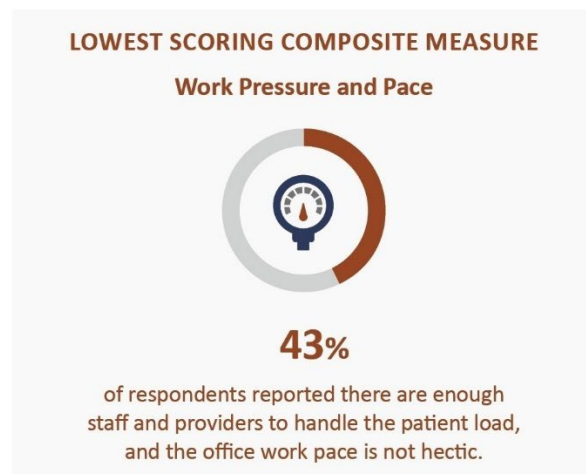 LOWEST SCORING COMPOSITE MEASURE
Work Pressure and Pace
43%
of respondents reported there are enough
staff and providers to handle the patient load,
and the office work pace is not hectic.